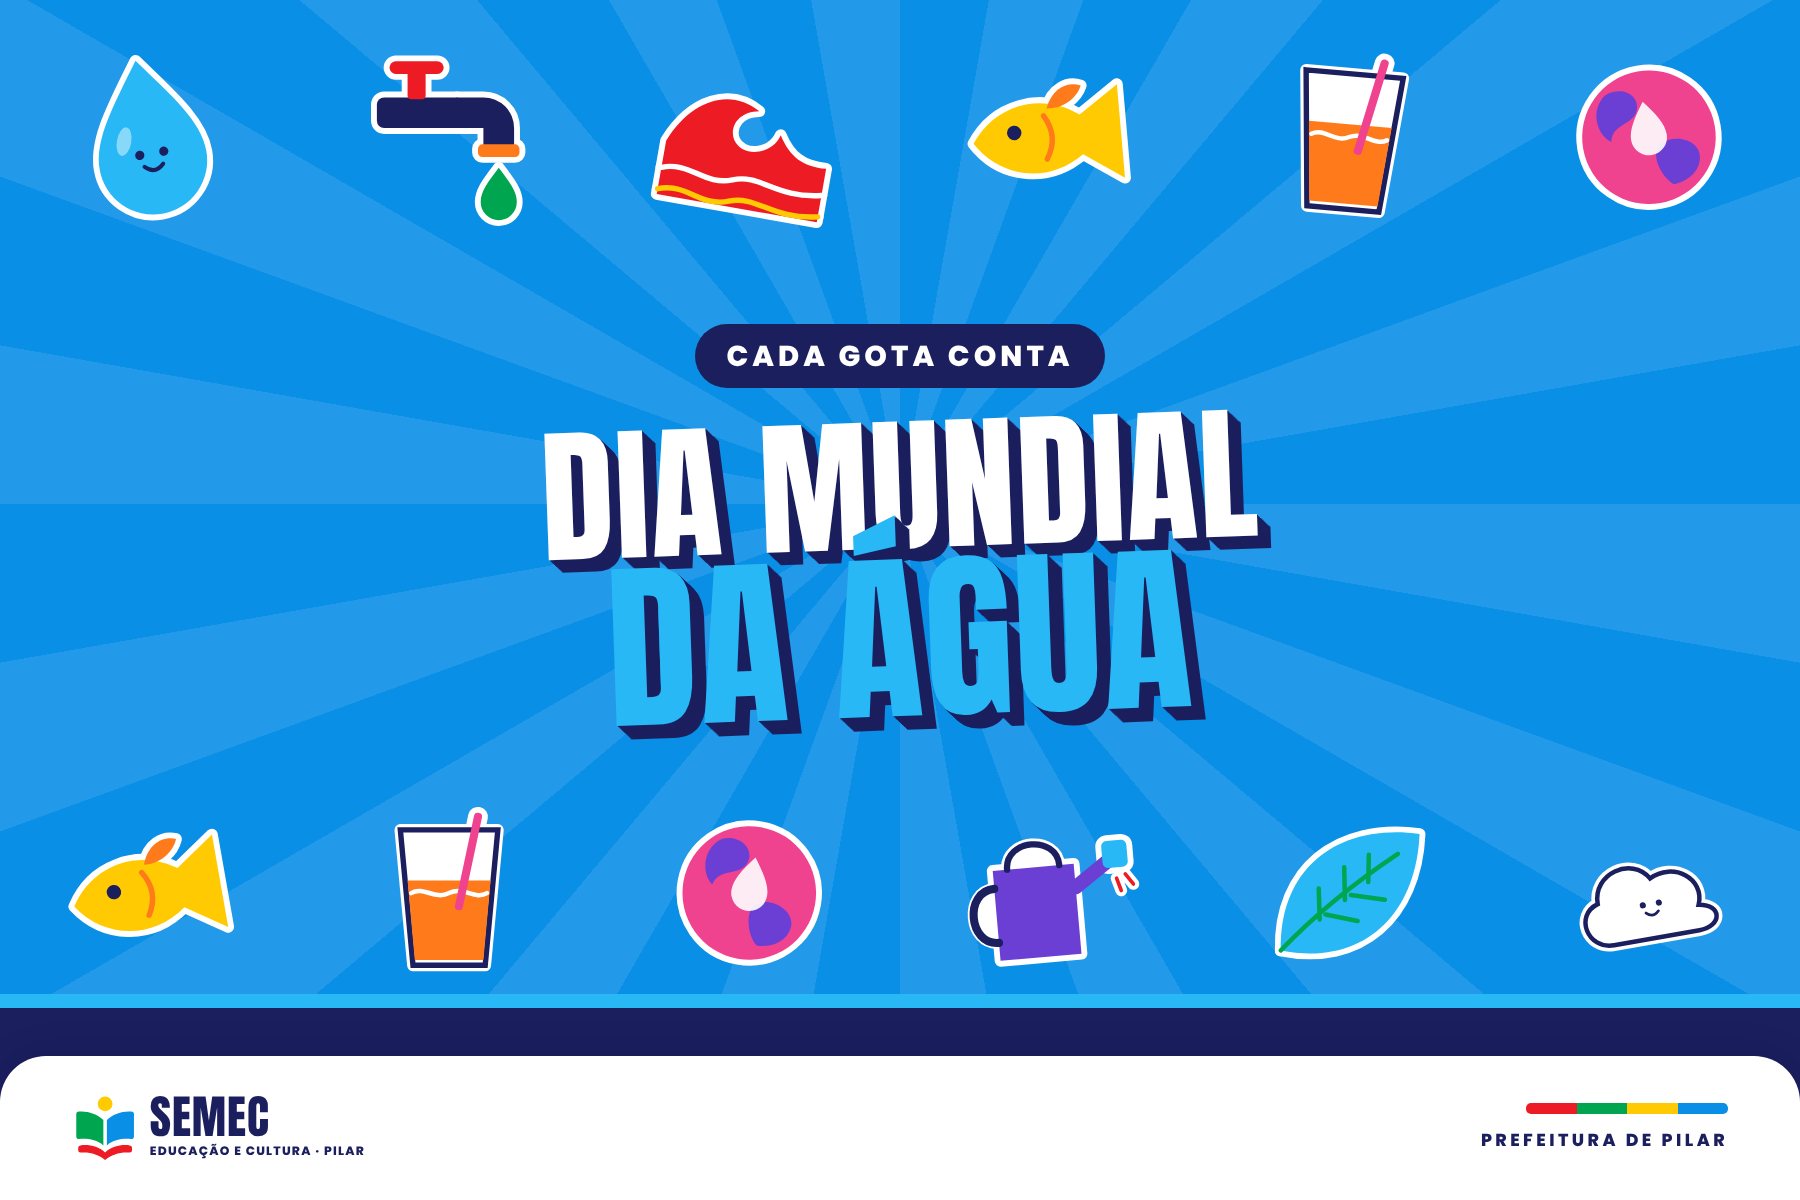 CADA GOTA CONTA
DIA MUNDIAL
DA ÁGUA
SEMEC
EDUCAÇÃO E CULTURA · PILAR
PREFEITURA DE PILAR